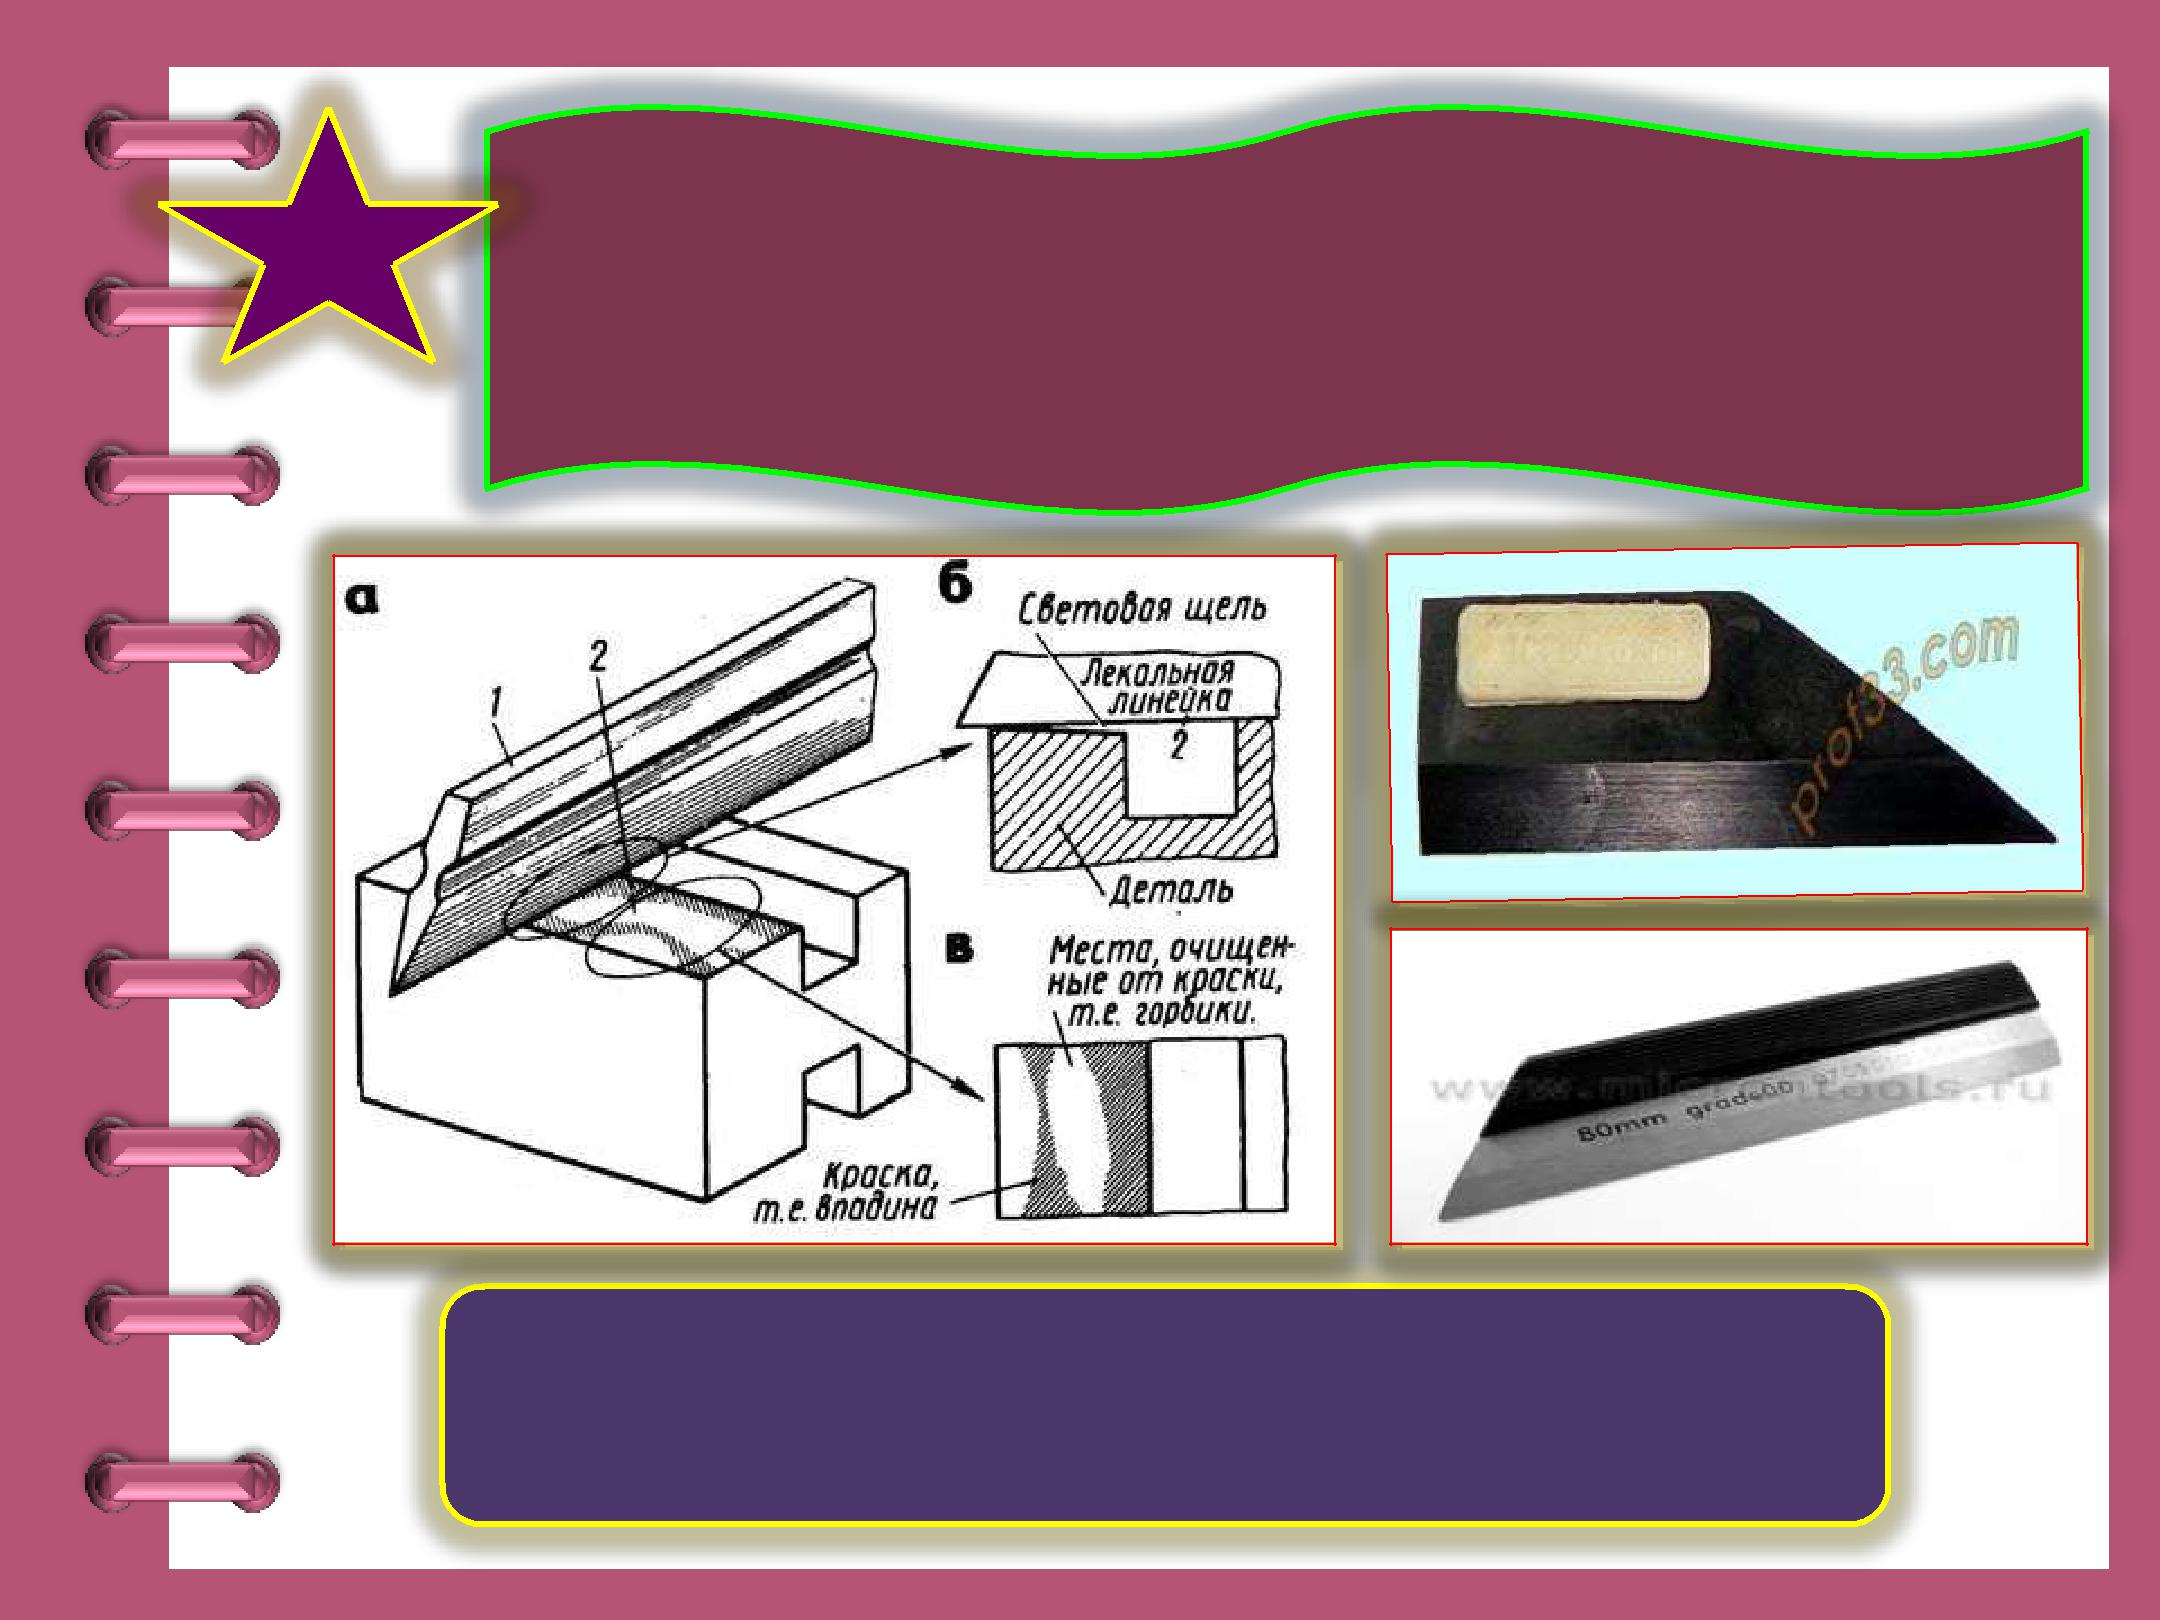 а
1
2
б
Световая щель
Лекальная
линейка
2
Деталь
в
Места, очищен-
ные от краски,
т.е. горбики.
Краска,
т.е. впадина
prof33.com
80mm